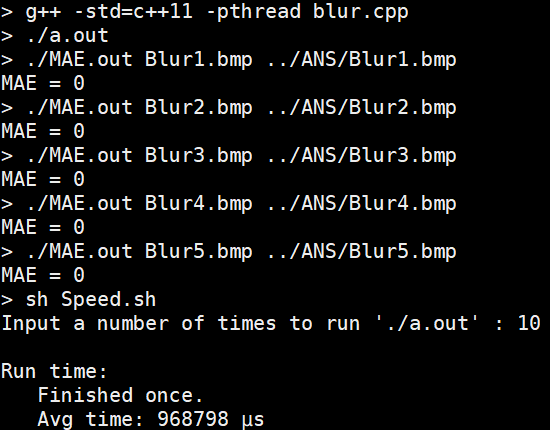 > g++ -std=c++11 -pthread blur.cpp
> ./a.out
> ./MAE.out Blur1.bmp ../ANS/Blur1.bmp
MAE = 0
> ./MAE.out Blur2.bmp ../ANS/Blur2.bmp
MAE = 0
> ./MAE.out Blur3.bmp ../ANS/Blur3.bmp
MAE = 0
> ./MAE.out Blur4.bmp ../ANS/Blur4.bmp
MAE = 0
> ./MAE.out Blur5.bmp ../ANS/Blur5.bmp
MAE = 0
> sh Speed.sh
Input a number of times to run './a.out' : 10
Run time:
Finished once.
Avg time: 968798 µs